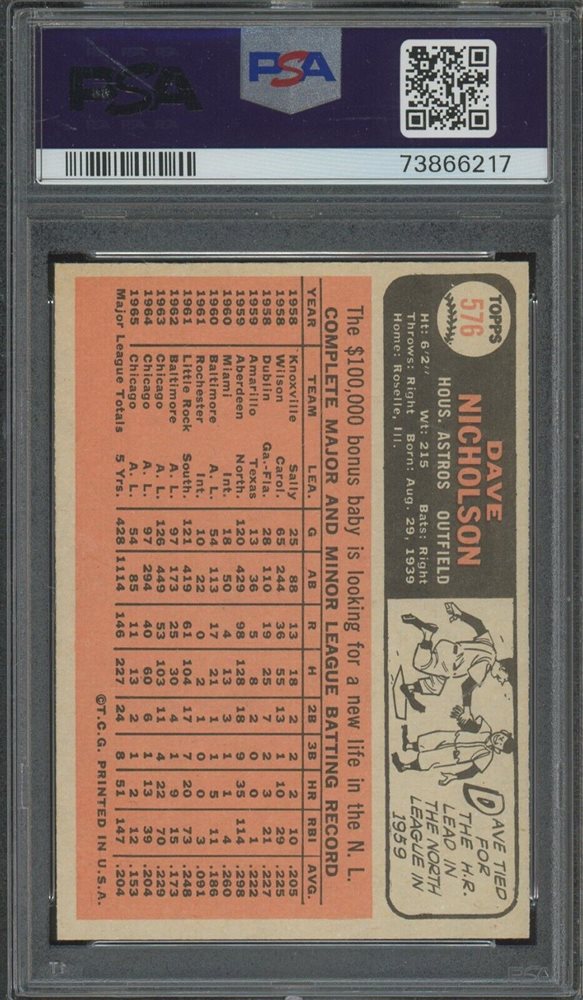 PSA
PSA
73866217
TOPPS
576
DAVE
NICHOLSON
HOUS. ASTROS OUTFIELD
Ht: 6'2" Wt: 215 Bats: Right
Throws: Right Born: Aug. 29, 1939
Home: Roselle, Ill.
DAVE TIED
FOR
THE H.R.
LEAD IN
THE NORTH
LEAGUE IN
1959
The $100,000 bonus baby is looking for a new life in the N. L.
COMPLETE MAJOR AND MINOR LEAGUE BATTING RECORD
YEAR TEAM LEA. G AB R H 2B 3B HR RBI AVG.
1958 Knoxville Sally 25 88 13 18 2 2 2 10 .205
1958 Wilson Carol. 65 244 36 55 13 1 10 29 .225
1958 Dublin Ga.-Fla. 28 110 19 25 7 2 3 21 .227
1959 Amarillo Texas 13 36 5 8 2 0 0 2 .222
1959 Aberdeen North. 120 429 98 128 18 9 35 114 .298
1960 Miami Int. 18 50 4 13 3 1 1 4 .260
1960 Baltimore A. L. 54 113 17 21 1 1 5 11 .186
1961 Rochester Int. 10 22 0 2 1 0 0 3 .091
1961 Little Rock South. 121 419 61 104 17 7 20 73 .248
1962 Baltimore A. L. 97 173 25 30 4 1 9 15 .173
1963 Chicago A. L. 126 449 53 103 11 4 22 70 .229
1964 Chicago A. L. 97 294 40 60 6 1 13 39 .204
1965 Chicago A. L. 54 85 11 13 2 1 2 12 .153
Major League Totals 5 Yrs. 428 1114 146 227 24 8 51 147 .204
©T.C.G. PRINTED IN U.S.A.
PSA